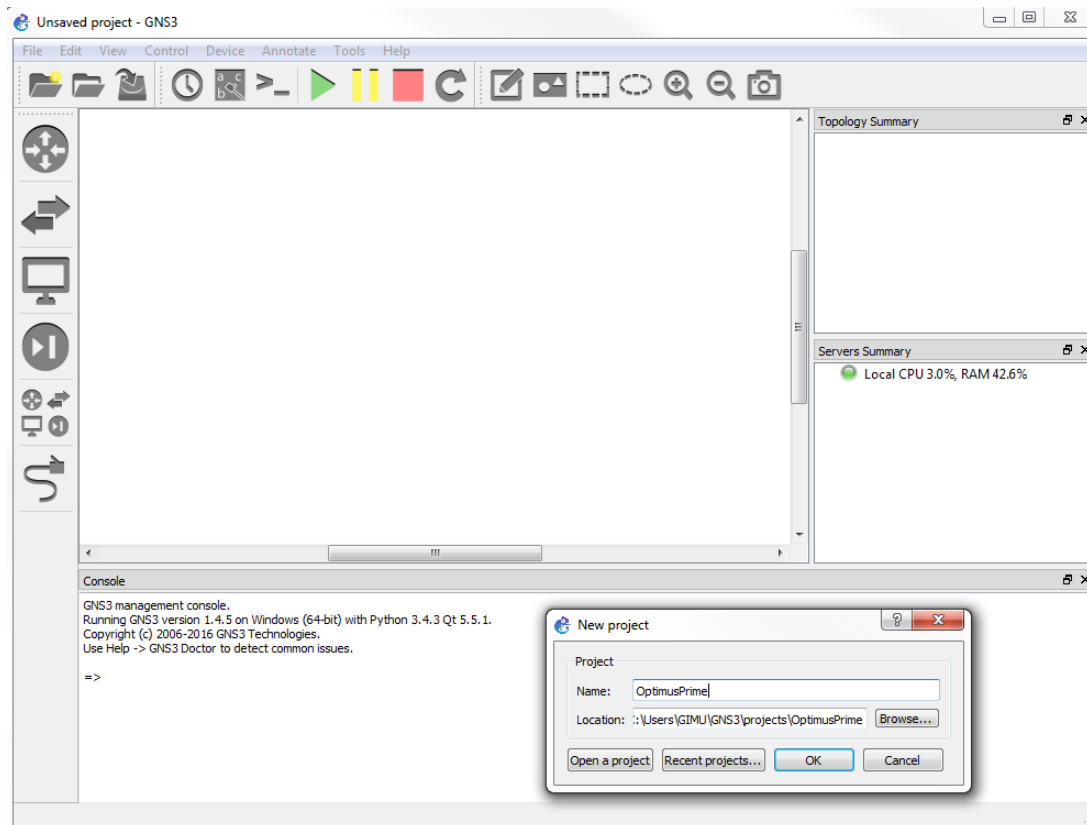 Unsaved project - GNS3
File Edit View Control Device Annotate Tools Help
Topology Summary
Servers Summary
Local CPU 3.0%, RAM 42.6%
Console
GNS3 management console.
Running GNS3 version 1.4.5 on Windows (64-bit) with Python 3.4.3 Qt 5.5.1.
Copyright (c) 2006-2016 GNS3 Technologies.
Use Help -> GNS3 Doctor to detect common issues.
=>
New project
Project
Name: OptimusPrime
Location: :\Users\GIMU\GNS3\projects\OptimusPrime Browse...
Open a project Recent projects... OK Cancel